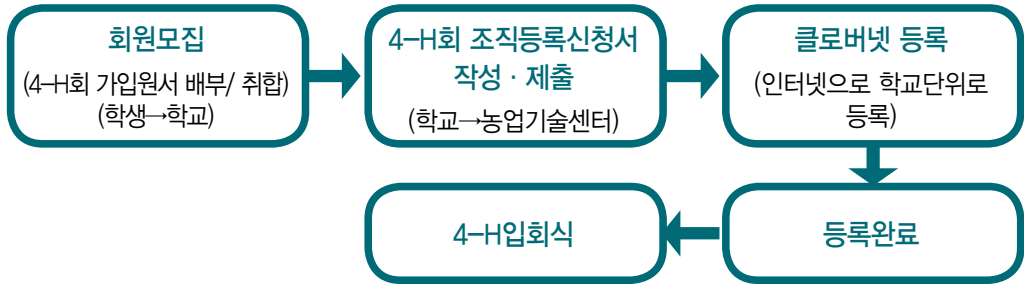 회원모집
(4-H회 가입원서 배부/ 취합)
(학생→학교)
4-H회 조직등록신청서
작성 · 제출
(학교→농업기술센터)
클로버넷 등록
(인터넷으로 학교단위로
등록)
등록완료
4-H입회식